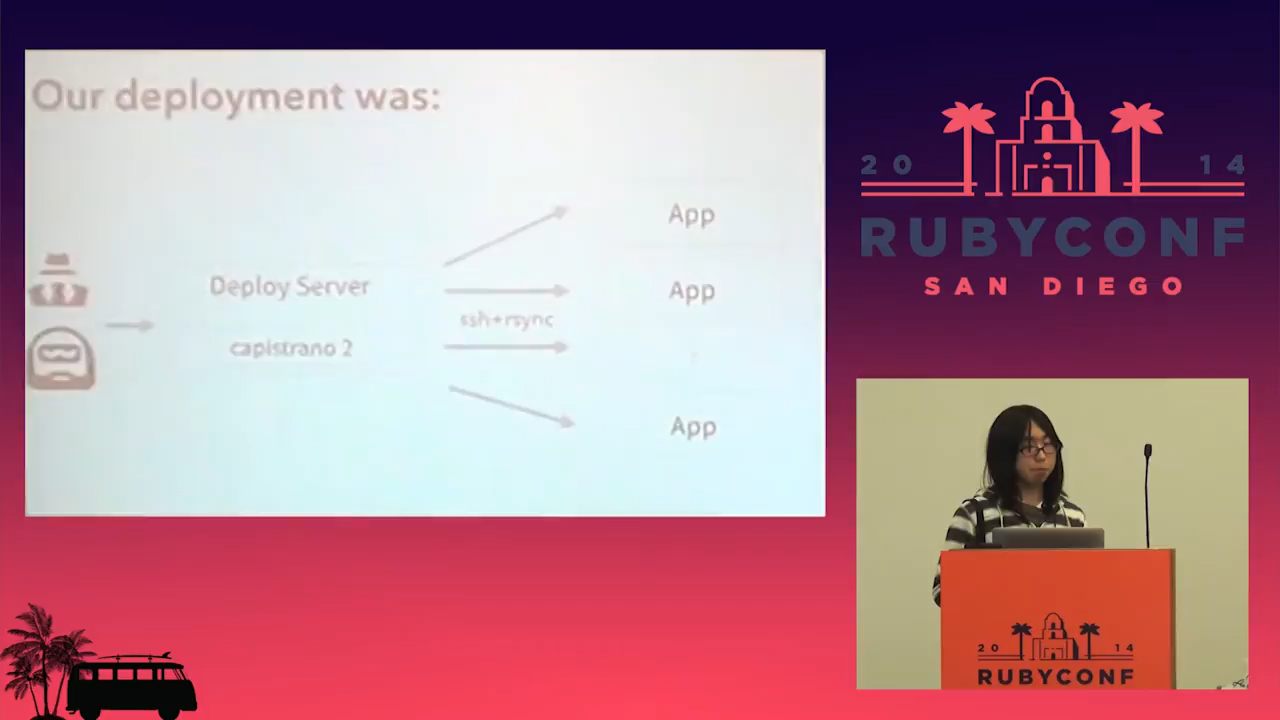 Our deployment was:
App
Deploy Server
App
ssh+rsync
capistrano 2
App
20 14
RUBYCONF
SAN DIEGO
20 14
RUBYCONF